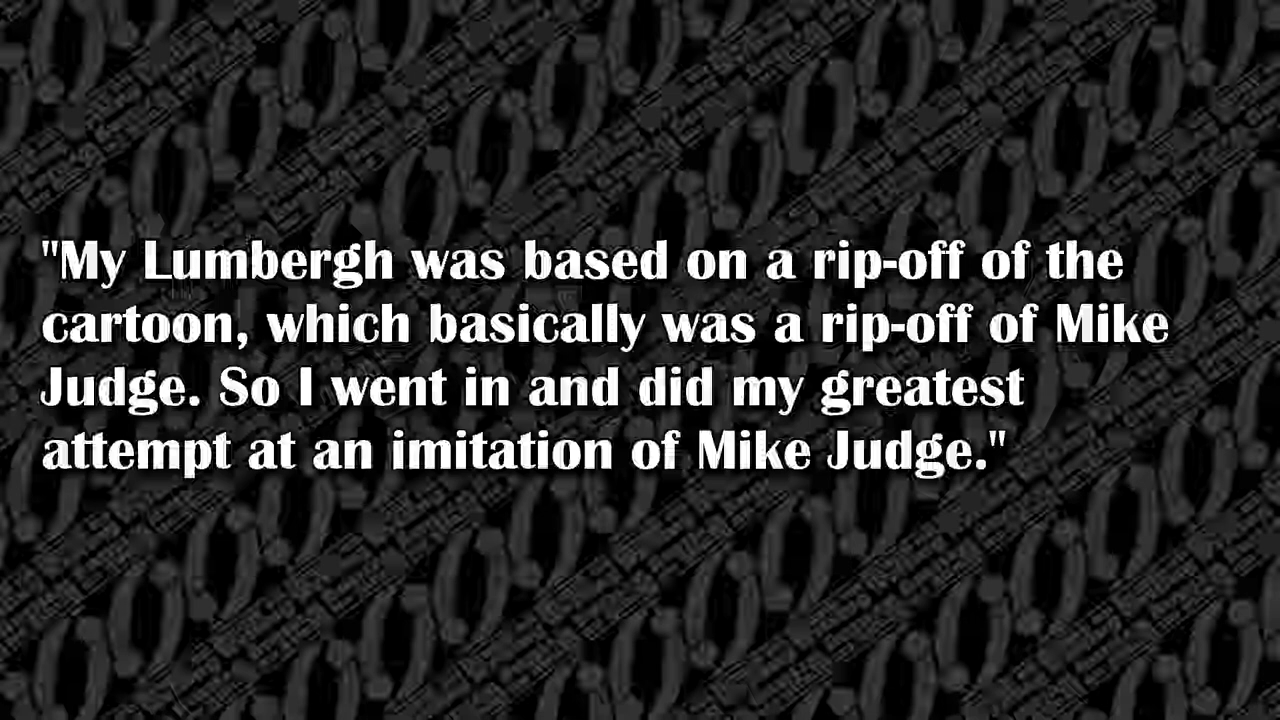 "My Lumbergh was based on a rip-off of the
cartoon, which basically was a rip-off of Mike
Judge. So I went in and did my greatest
attempt at an imitation of Mike Judge."